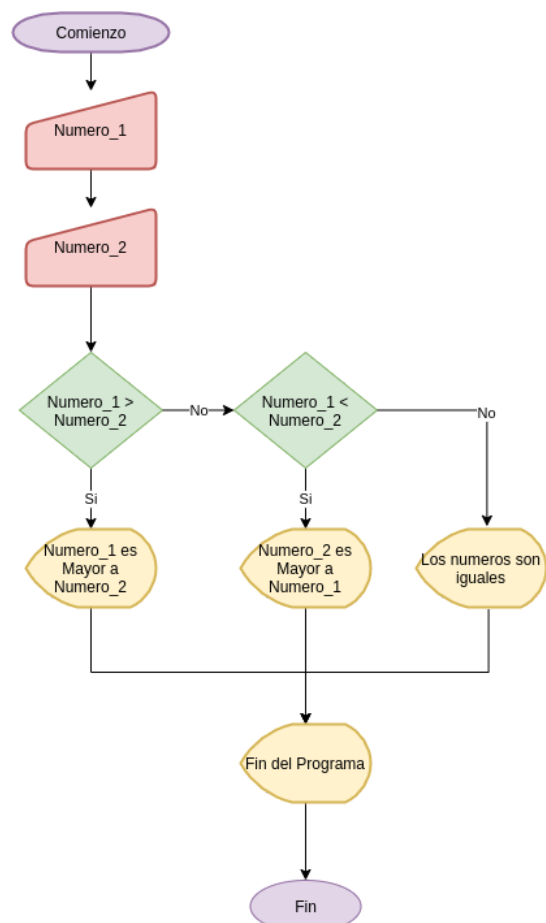 Comienzo
Numero_1
Numero_2
Numero_1 >
Numero_2
No
Numero_1 <
Numero_2
No
Si
Si
Numero_1 es
Mayor a
Numero_2
Numero_2 es
Mayor a
Numero_1
Los numeros son
iguales
Fin del Programa
Fin